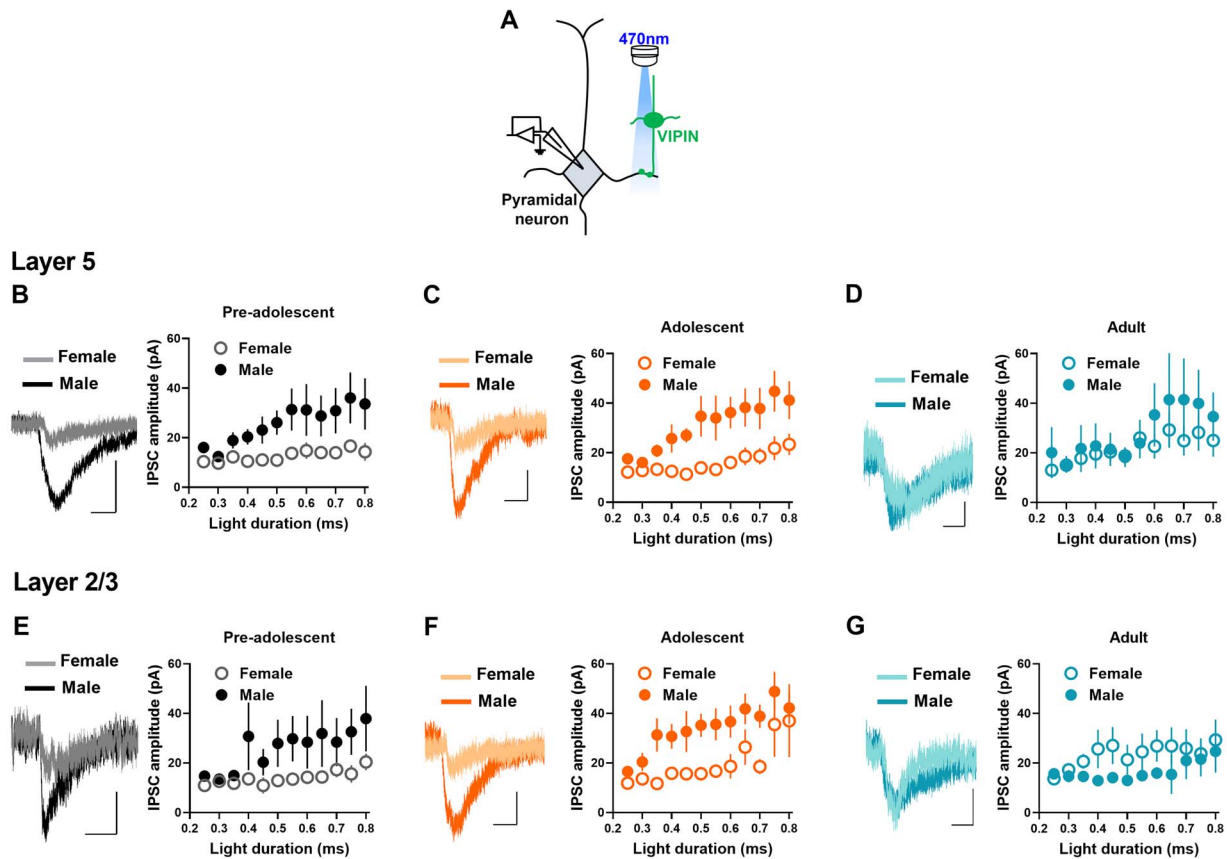 A
470nm
VIPIN
Pyramidal
neuron
Layer 5
B
Female
Male
Pre-adolescent
Female
Male
IPSC amplitude (pA)
60
40
20
0
0.2 0.3 0.4 0.5 0.6 0.7 0.8
Light duration (ms)
C
Female
Male
Adolescent
Female
Male
IPSC amplitude (pA)
60
40
20
0
0.2 0.3 0.4 0.5 0.6 0.7 0.8
Light duration (ms)
D
Female
Male
Adult
Female
Male
IPSC amplitude (pA)
60
40
20
0
0.2 0.3 0.4 0.5 0.6 0.7 0.8
Light duration (ms)
Layer 2/3
E
Female
Male
Pre-adolescent
Female
Male
IPSC amplitude (pA)
60
40
20
0
0.2 0.3 0.4 0.5 0.6 0.7 0.8
Light duration (ms)
F
Female
Male
Adolescent
Female
Male
IPSC amplitude (pA)
60
40
20
0
0.2 0.3 0.4 0.5 0.6 0.7 0.8
Light duration (ms)
G
Female
Male
Adult
Female
Male
IPSC amplitude (pA)
60
40
20
0
0.2 0.3 0.4 0.5 0.6 0.7 0.8
Light duration (ms)